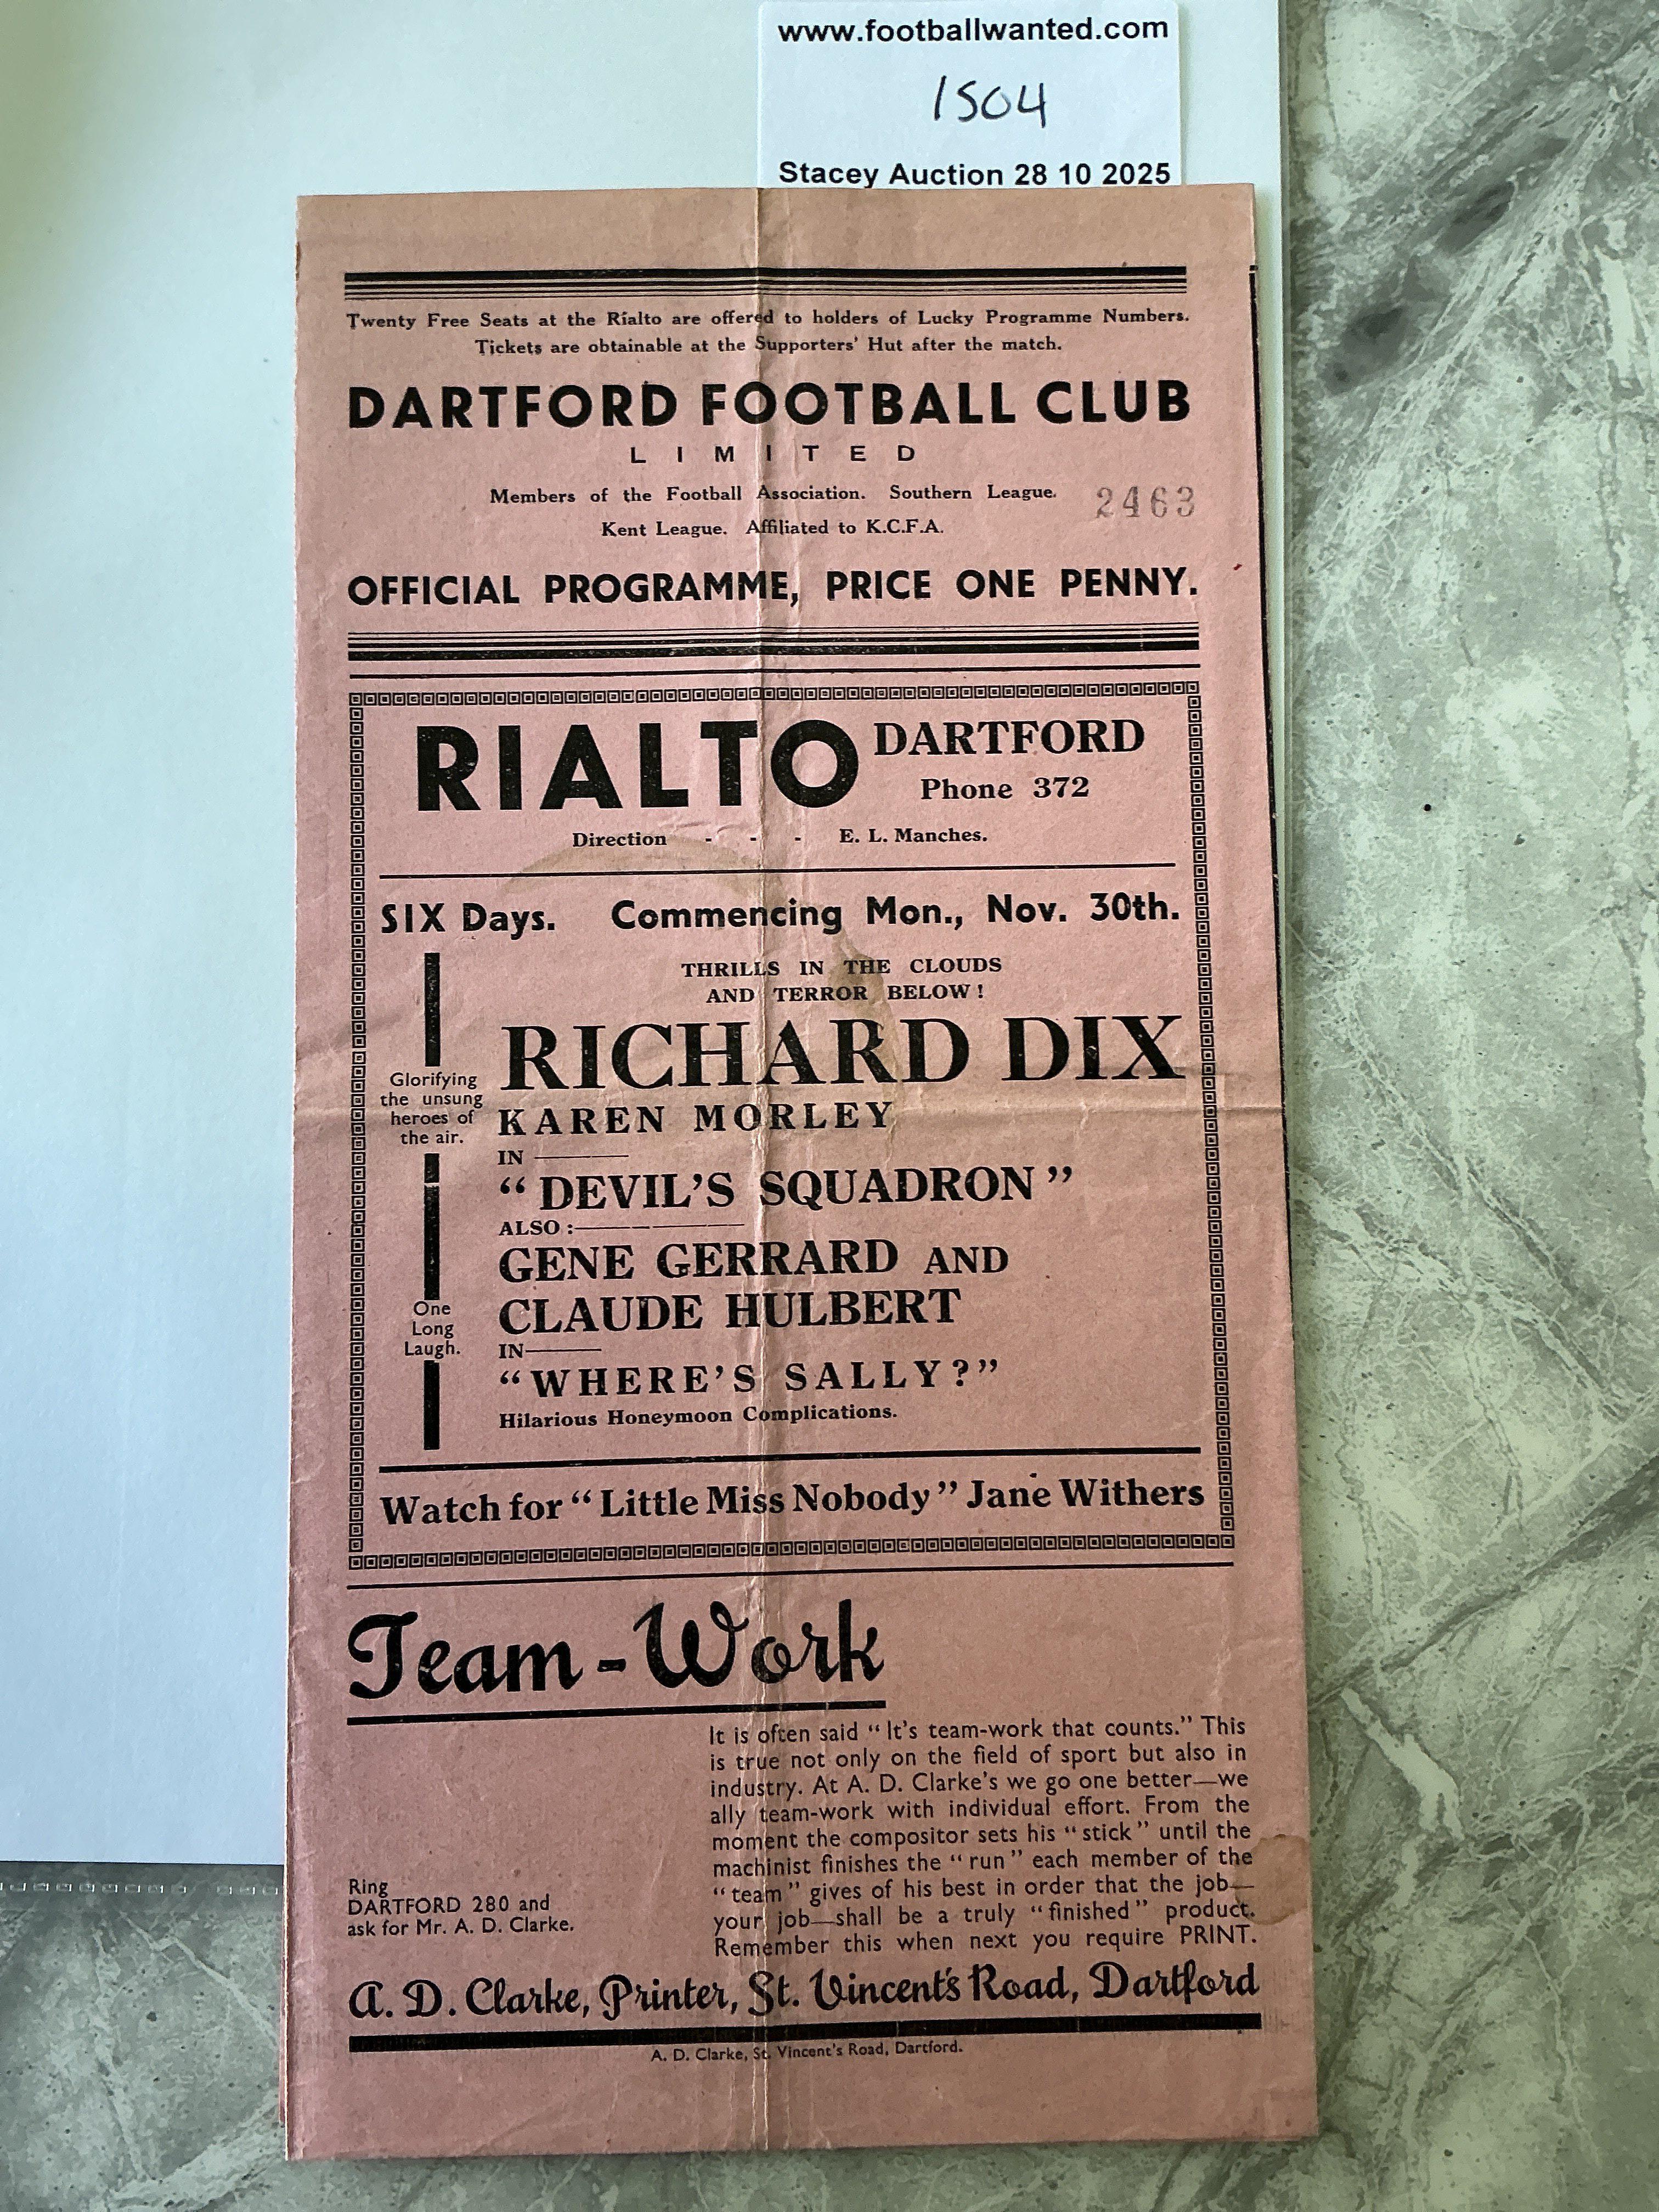 www.footballwanted.com
1504
Stacey Auction 28 10 2025
Twenty Free Seats at the Rialto are offered to holders of Lucky Programme Numbers.
Tickets are obtainable at the Supporters' Hut after the match.
DARTFORD FOOTBALL CLUB
LIMITED
Members of the Football Association. Southern League.
2463
Kent League. Affiliated to K.C.F.A.
OFFICIAL PROGRAMME, PRICE ONE PENNY.
RIALTO DARTFORD
Phone 372
Direction - - - E. L. Manches.
SIX Days. Commencing Mon., Nov. 30th.
THRILLS IN THE CLOUDS
AND TERROR BELOW!
RICHARD DIX
Glorifying
the unsung
heroes of
the air.
KAREN MORLEY
IN
"DEVIL'S SQUADRON"
ALSO:
GENE GERRARD AND
CLAUDE HULBERT
One
Long
Laugh.
IN
"WHERE'S SALLY?"
Hilarious Honeymoon Complications.
Watch for "Little Miss Nobody" Jane Withers
Team-Work
It is often said "It's team-work that counts." This
is true not only on the field of sport but also in
industry. At A. D. Clarke's we go one better—we
ally team-work with individual effort. From the
moment the compositor sets his "stick" until the
machinist finishes the "run" each member of the
"team" gives of his best in order that the job—
your job—shall be a truly "finished" product.
Remember this when next you require PRINT.
Ring
DARTFORD 280 and
ask for Mr. A. D. Clarke.
A. D. Clarke, Printer, St. Vincent's Road, Dartford
A. D. Clarke, St. Vincent's Road, Dartford.